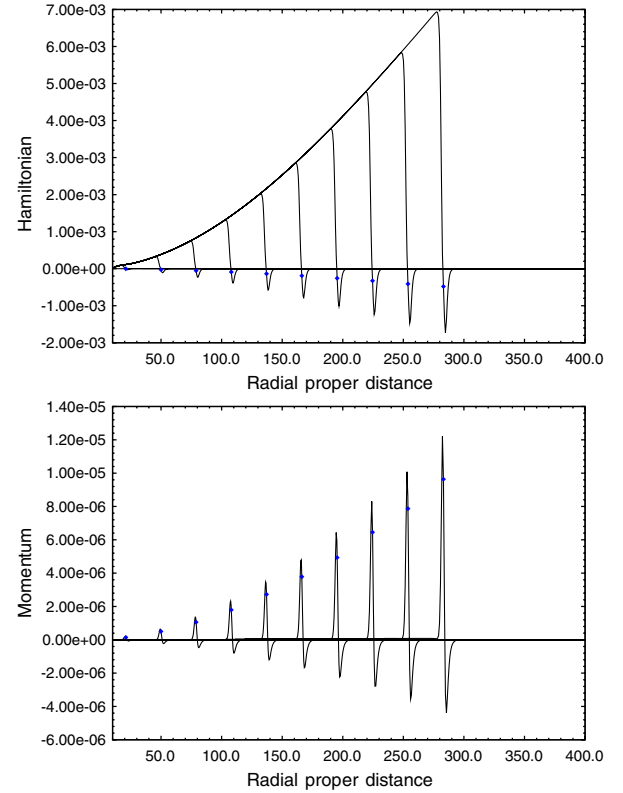 7.00e-03
6.00e-03
5.00e-03
4.00e-03
3.00e-03
2.00e-03
1.00e-03
0.00e+00
-1.00e-03
-2.00e-03
Hamiltonian
50.0 100.0 150.0 200.0 250.0 300.0 350.0 400.0
Radial proper distance
1.40e-05
1.20e-05
1.00e-05
8.00e-06
6.00e-06
4.00e-06
2.00e-06
0.00e+00
-2.00e-06
-4.00e-06
-6.00e-06
Momentum
50.0 100.0 150.0 200.0 250.0 300.0 350.0 400.0
Radial proper distance